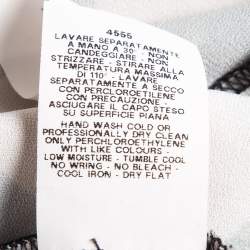 4555
LAVARE SEPARATAMENTE
A MANO A 30° - NON
CANDEGGIARE - NON
STRIZZARE - STIRARE ALLA
TEMPERATURA MASSIMA
DI 110° - LAVARE
SEPARATAMENTE A SECCO
CON PERCLOROETILENE
CON PRECAUZIONE -
ASCIUGARE IL CAPO STESO
SU SUPERFICIE PIANA
HAND WASH COLD OR
PROFESSIONALLY DRY CLEAN
ONLY PERCHLOROETHYLENE
WITH LIKE COLOURS -
LOW MOISTURE - TUMBLE COOL
NO WRING - NO BLEACH -
COOL IRON - DRY FLAT